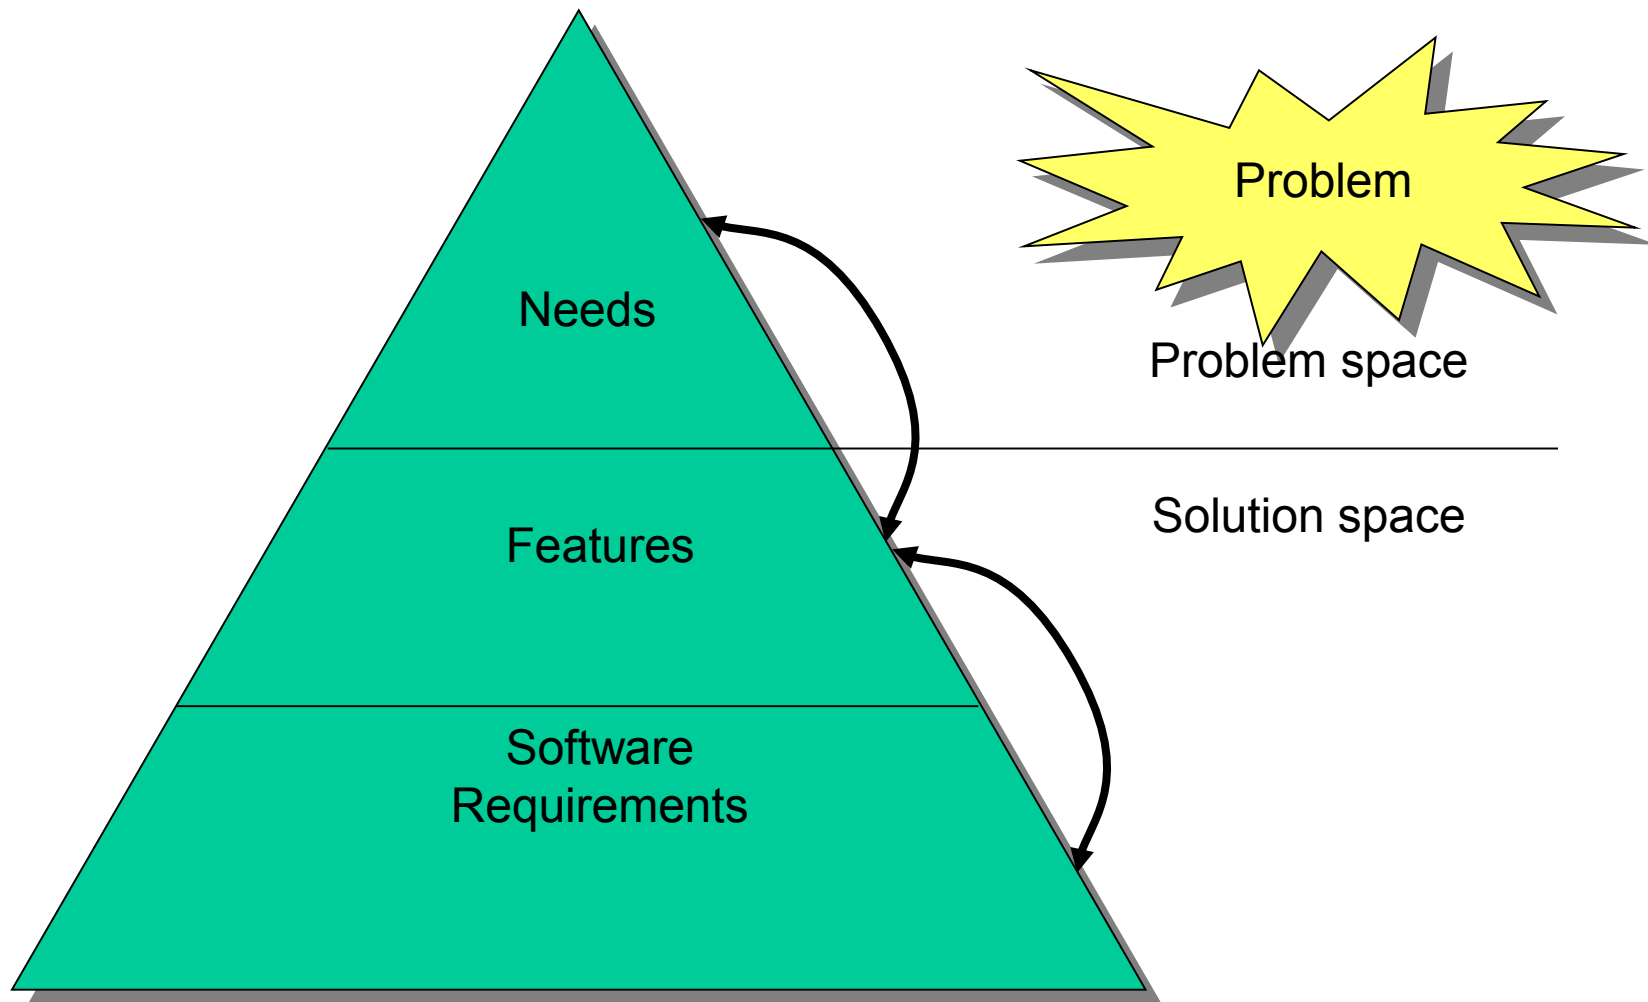 Problem
Needs
Problem space
Solution space
Features
Software
Requirements